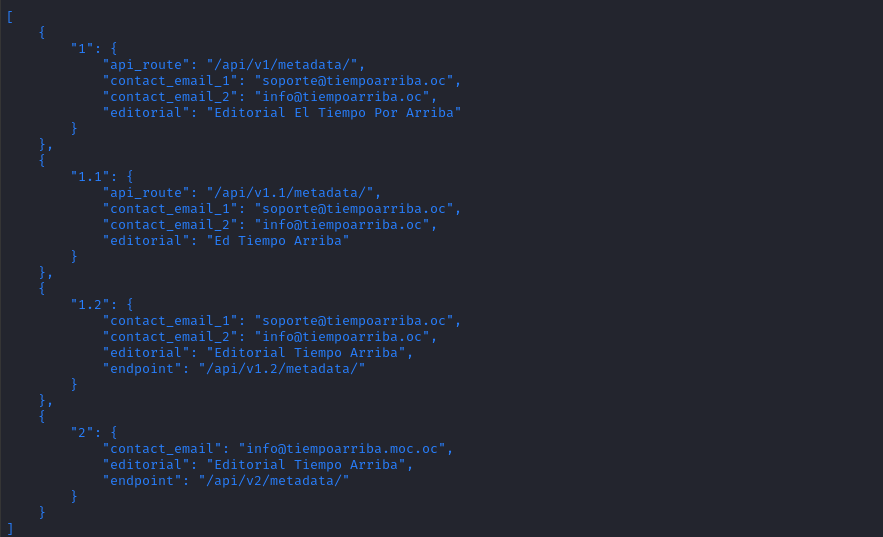 [
    {
        "1": {
            "api_route": "/api/v1/metadata/",
            "contact_email_1": "soporte@tiempoarriba.oc",
            "contact_email_2": "info@tiempoarriba.oc",
            "editorial": "Editorial El Tiempo Por Arriba"
        }
    },
    {
        "1.1": {
            "api_route": "/api/v1.1/metadata/",
            "contact_email_1": "soporte@tiempoarriba.oc",
            "contact_email_2": "info@tiempoarriba.oc",
            "editorial": "Ed Tiempo Arriba"
        }
    },
    {
        "1.2": {
            "contact_email_1": "soporte@tiempoarriba.oc",
            "contact_email_2": "info@tiempoarriba.oc",
            "editorial": "Editorial Tiempo Arriba",
            "endpoint": "/api/v1.2/metadata/"
        }
    },
    {
        "2": {
            "contact_email": "info@tiempoarriba.moc.oc",
            "editorial": "Editorial Tiempo Arriba",
            "endpoint": "/api/v2/metadata/"
        }
    }
]